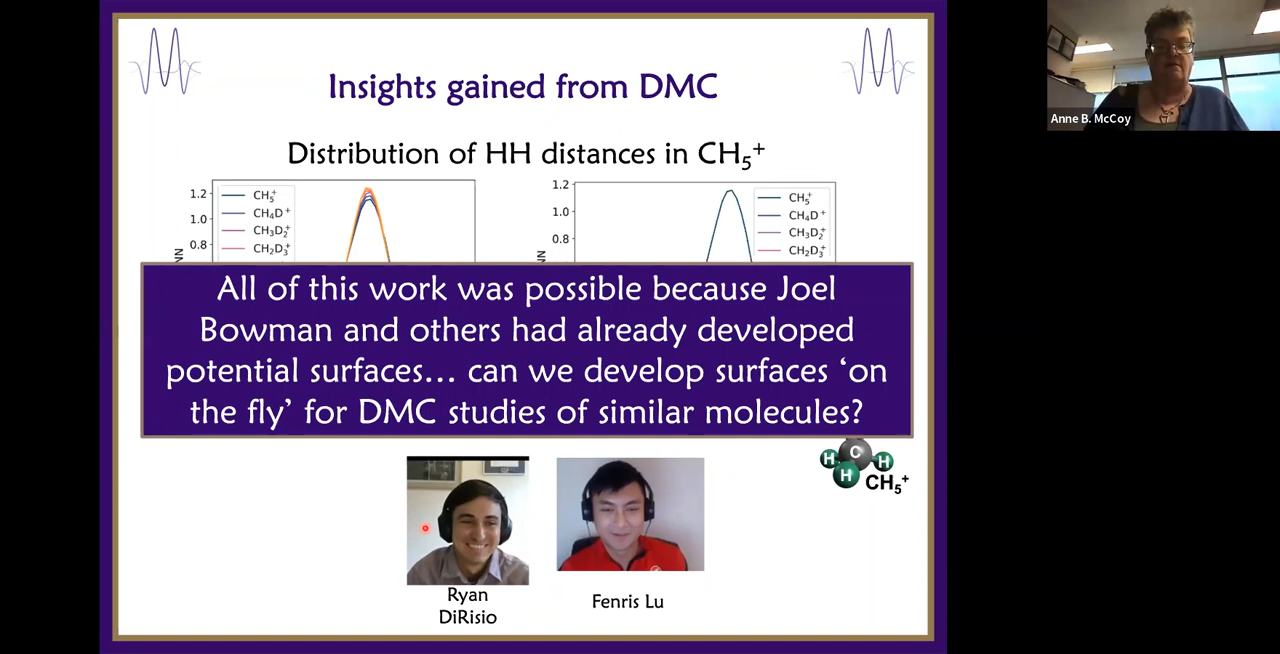 Insights gained from DMC
Distribution of HH distances in CH₅⁺
1.2
1.0
0.8
NN
CH₅⁺
CH₄D⁺
CH₃D₂⁺
CH₂D₃⁺
1.2
1.0
0.8
NN
CH₅⁺
CH₄D⁺
CH₃D₂⁺
CH₂D₃⁺
All of this work was possible because Joel
Bowman and others had already developed
potential surfaces... can we develop surfaces ‘on
the fly’ for DMC studies of similar molecules?
C
H
H
H
CH₅⁺
Ryan
DiRisio
Fenris Lu
Anne B. McCoy